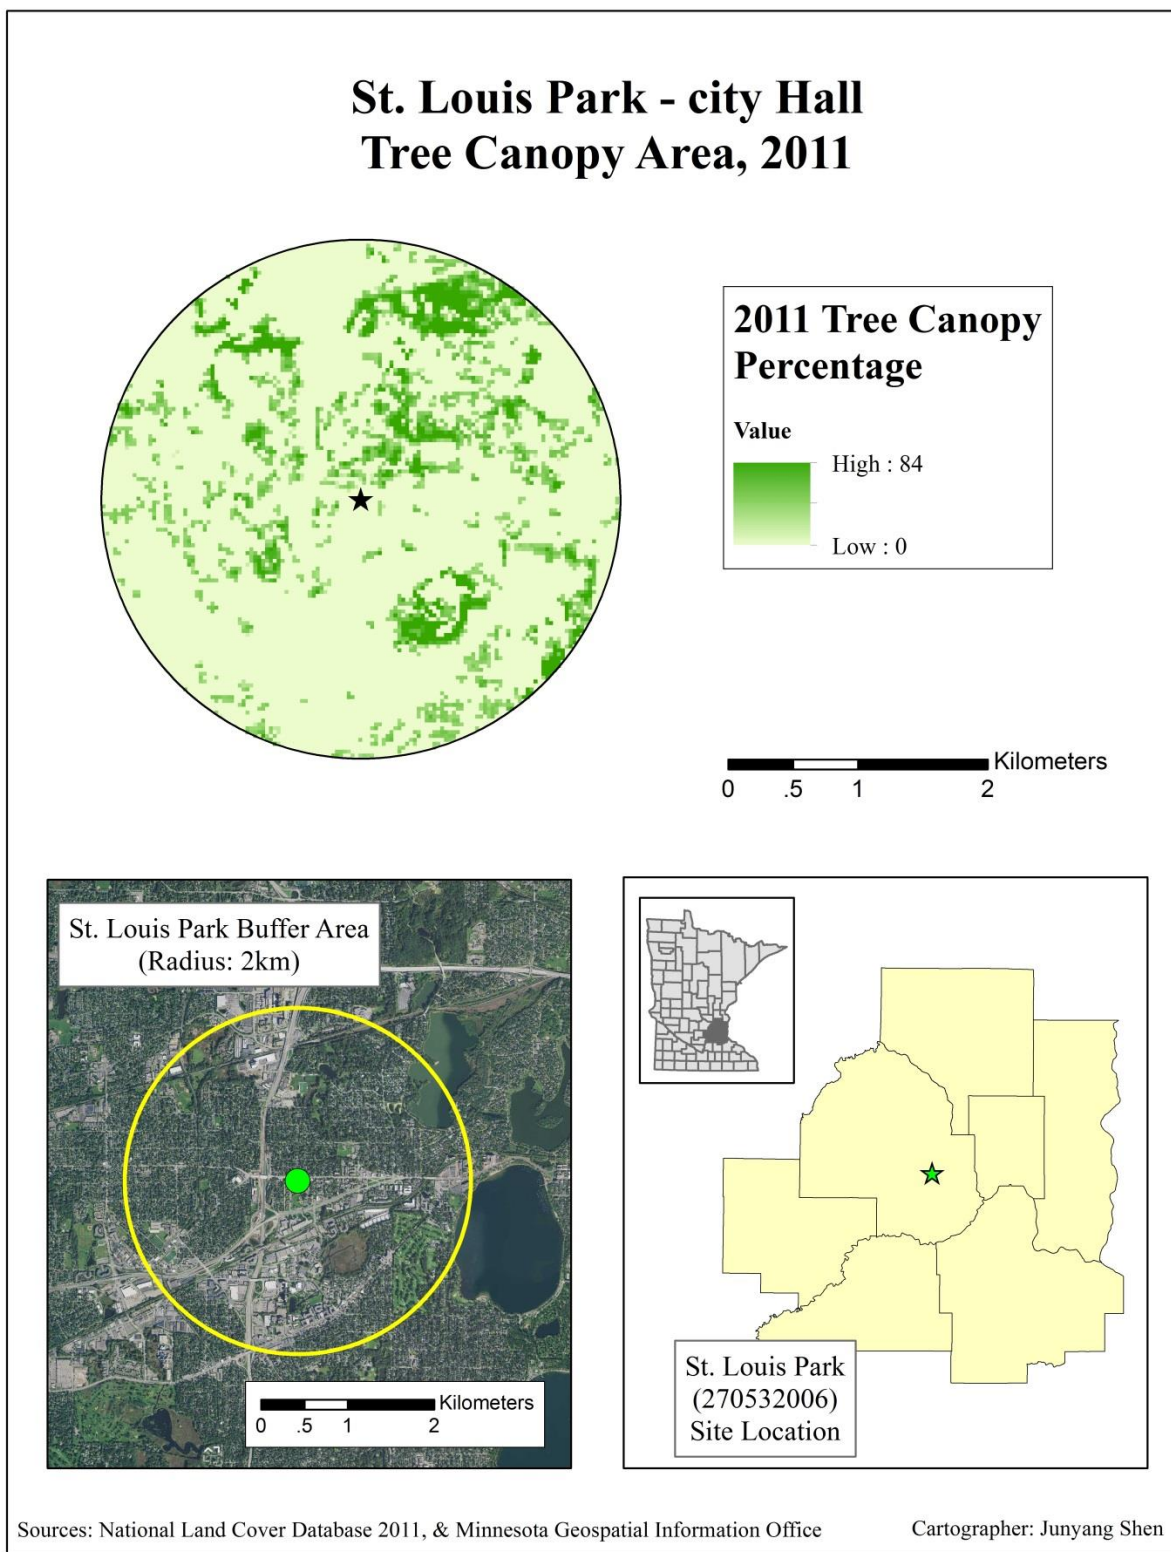 St. Louis Park - city Hall
Tree Canopy Area, 2011
2011 Tree Canopy
Percentage
Value
High : 84
Low : 0
Kilometers
0 .5 1 2
St. Louis Park Buffer Area
(Radius: 2km)
Kilometers
0 .5 1 2
St. Louis Park
(270532006)
Site Location
Sources: National Land Cover Database 2011, & Minnesota Geospatial Information Office
Cartographer: Junyang Shen